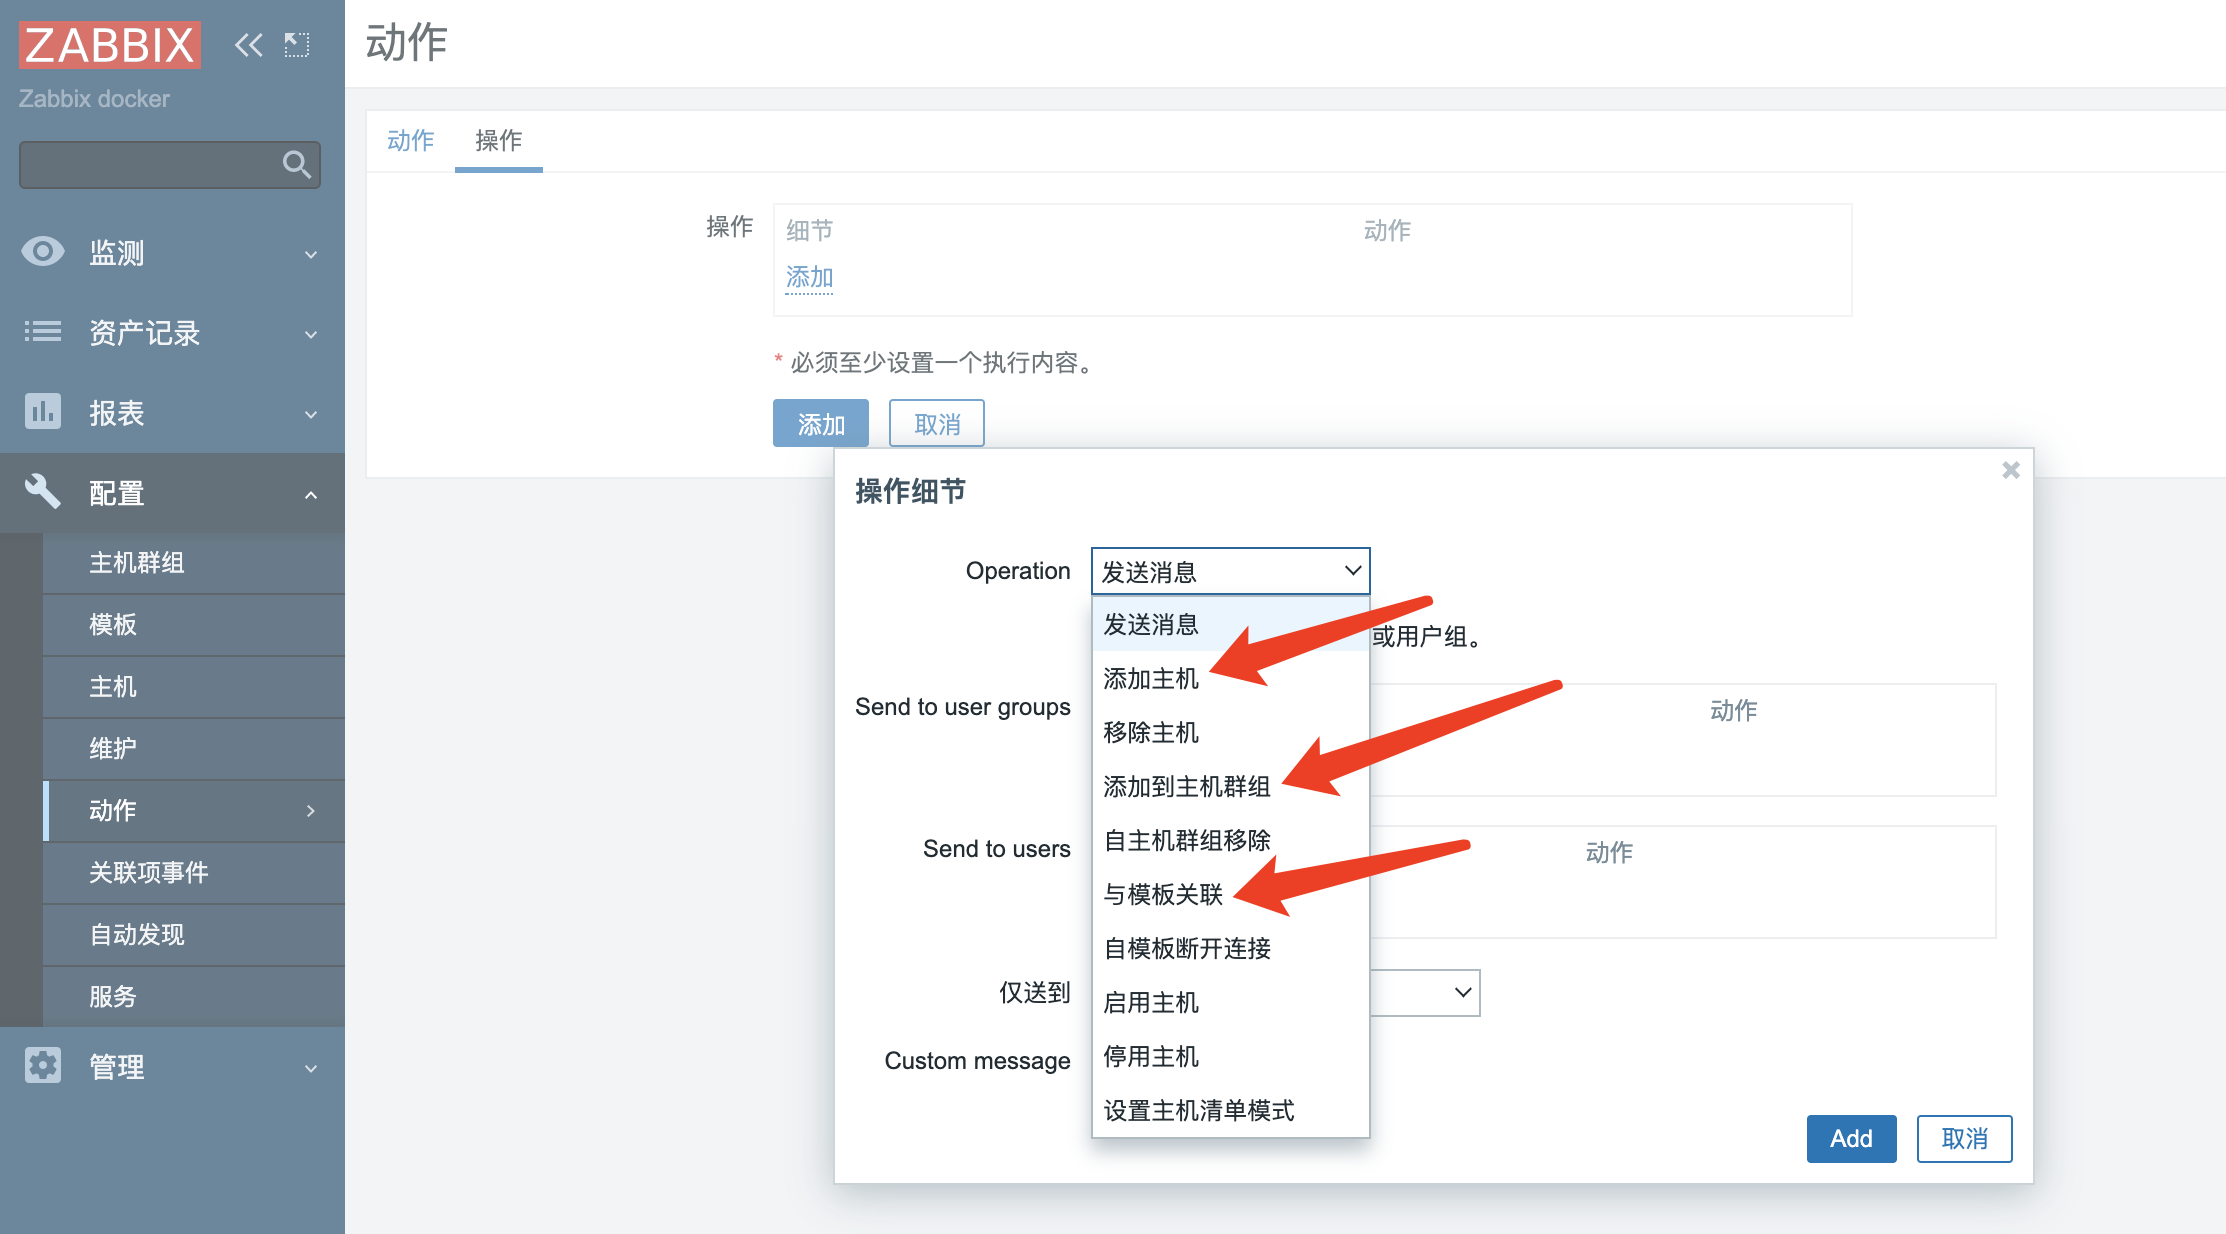 ZABBIX
Zabbix docker
监测
资产记录
报表
配置
主机群组
模板
主机
维护
动作
关联项事件
自动发现
服务
管理
动作
动作 操作
操作 细节 动作
添加
* 必须至少设置一个执行内容。
添加 取消
操作细节
Operation 发送消息
发送消息
或用户组。
添加主机
Send to user groups 动作
移除主机
添加到主机群组
自主机群组移除
Send to users 动作
与模板关联
自模板断开连接
仅送到
启用主机
停用主机
Custom message
设置主机清单模式
Add 取消